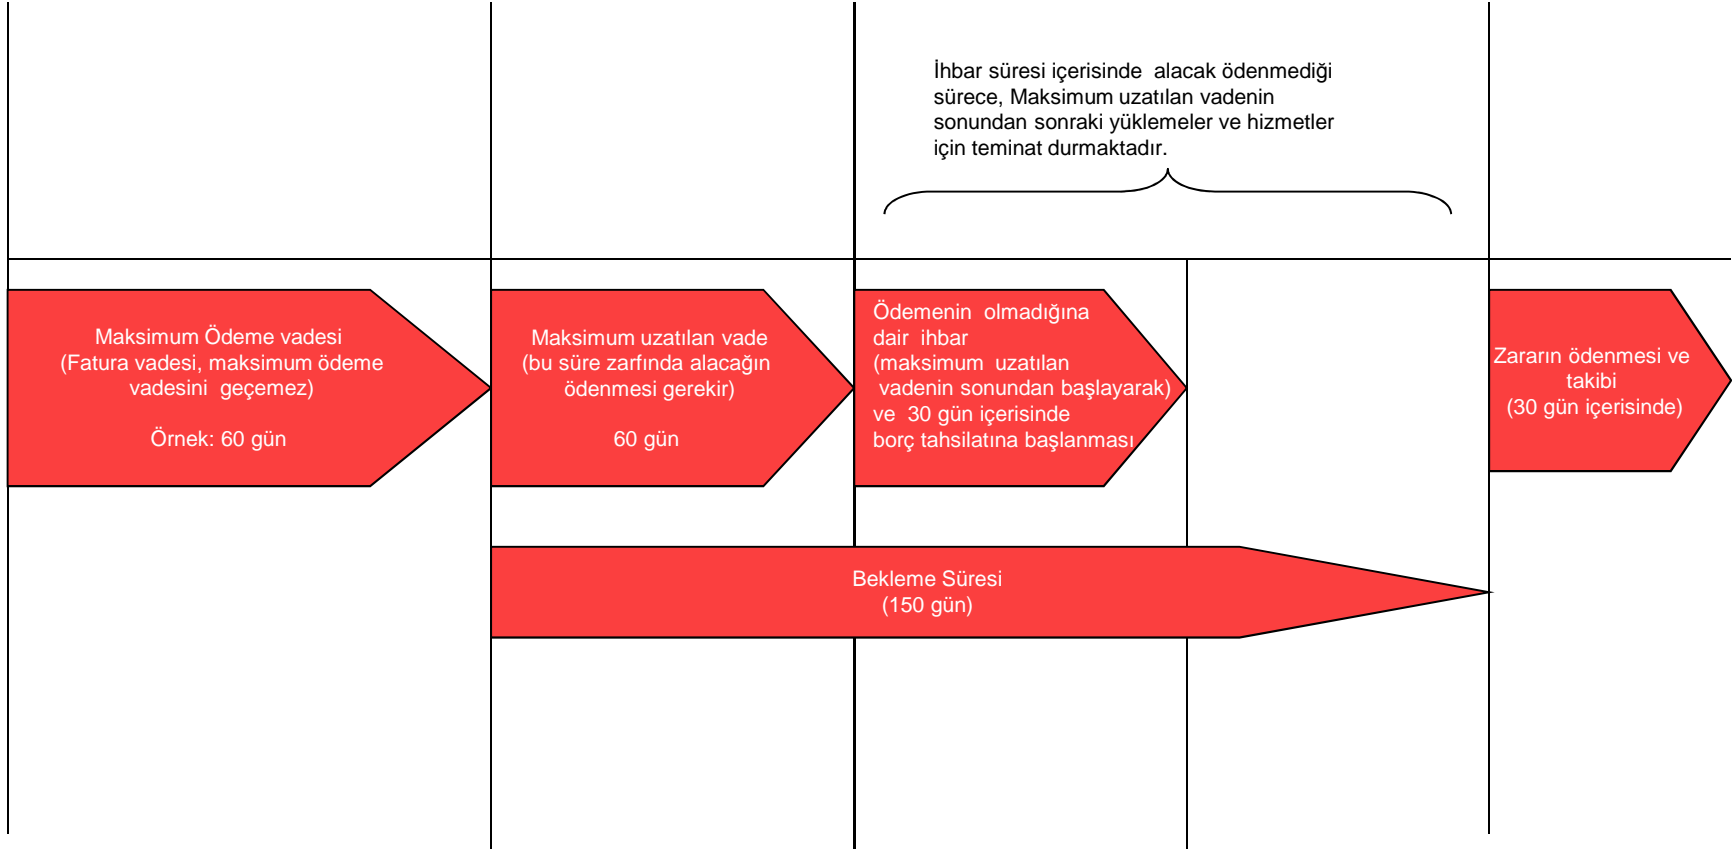 İhbar süresi içerisinde alacak ödenmediği
sürece, Maksimum uzatılan vadenin
sonundan sonraki yüklemeler ve hizmetler
için teminat durmaktadır.
Maksimum Ödeme vadesi
(Fatura vadesi, maksimum ödeme
vadesini geçemez)
Örnek: 60 gün
Maksimum uzatılan vade
(bu süre zarfında alacağın
ödenmesi gerekir)
60 gün
Ödemenin olmadığına
dair ihbar
(maksimum uzatılan
vadenin sonundan başlayarak)
ve 30 gün içerisinde
borç tahsilatına başlanması
Zararın ödenmesi ve
takibi
(30 gün içerisinde)
Bekleme Süresi
(150 gün)